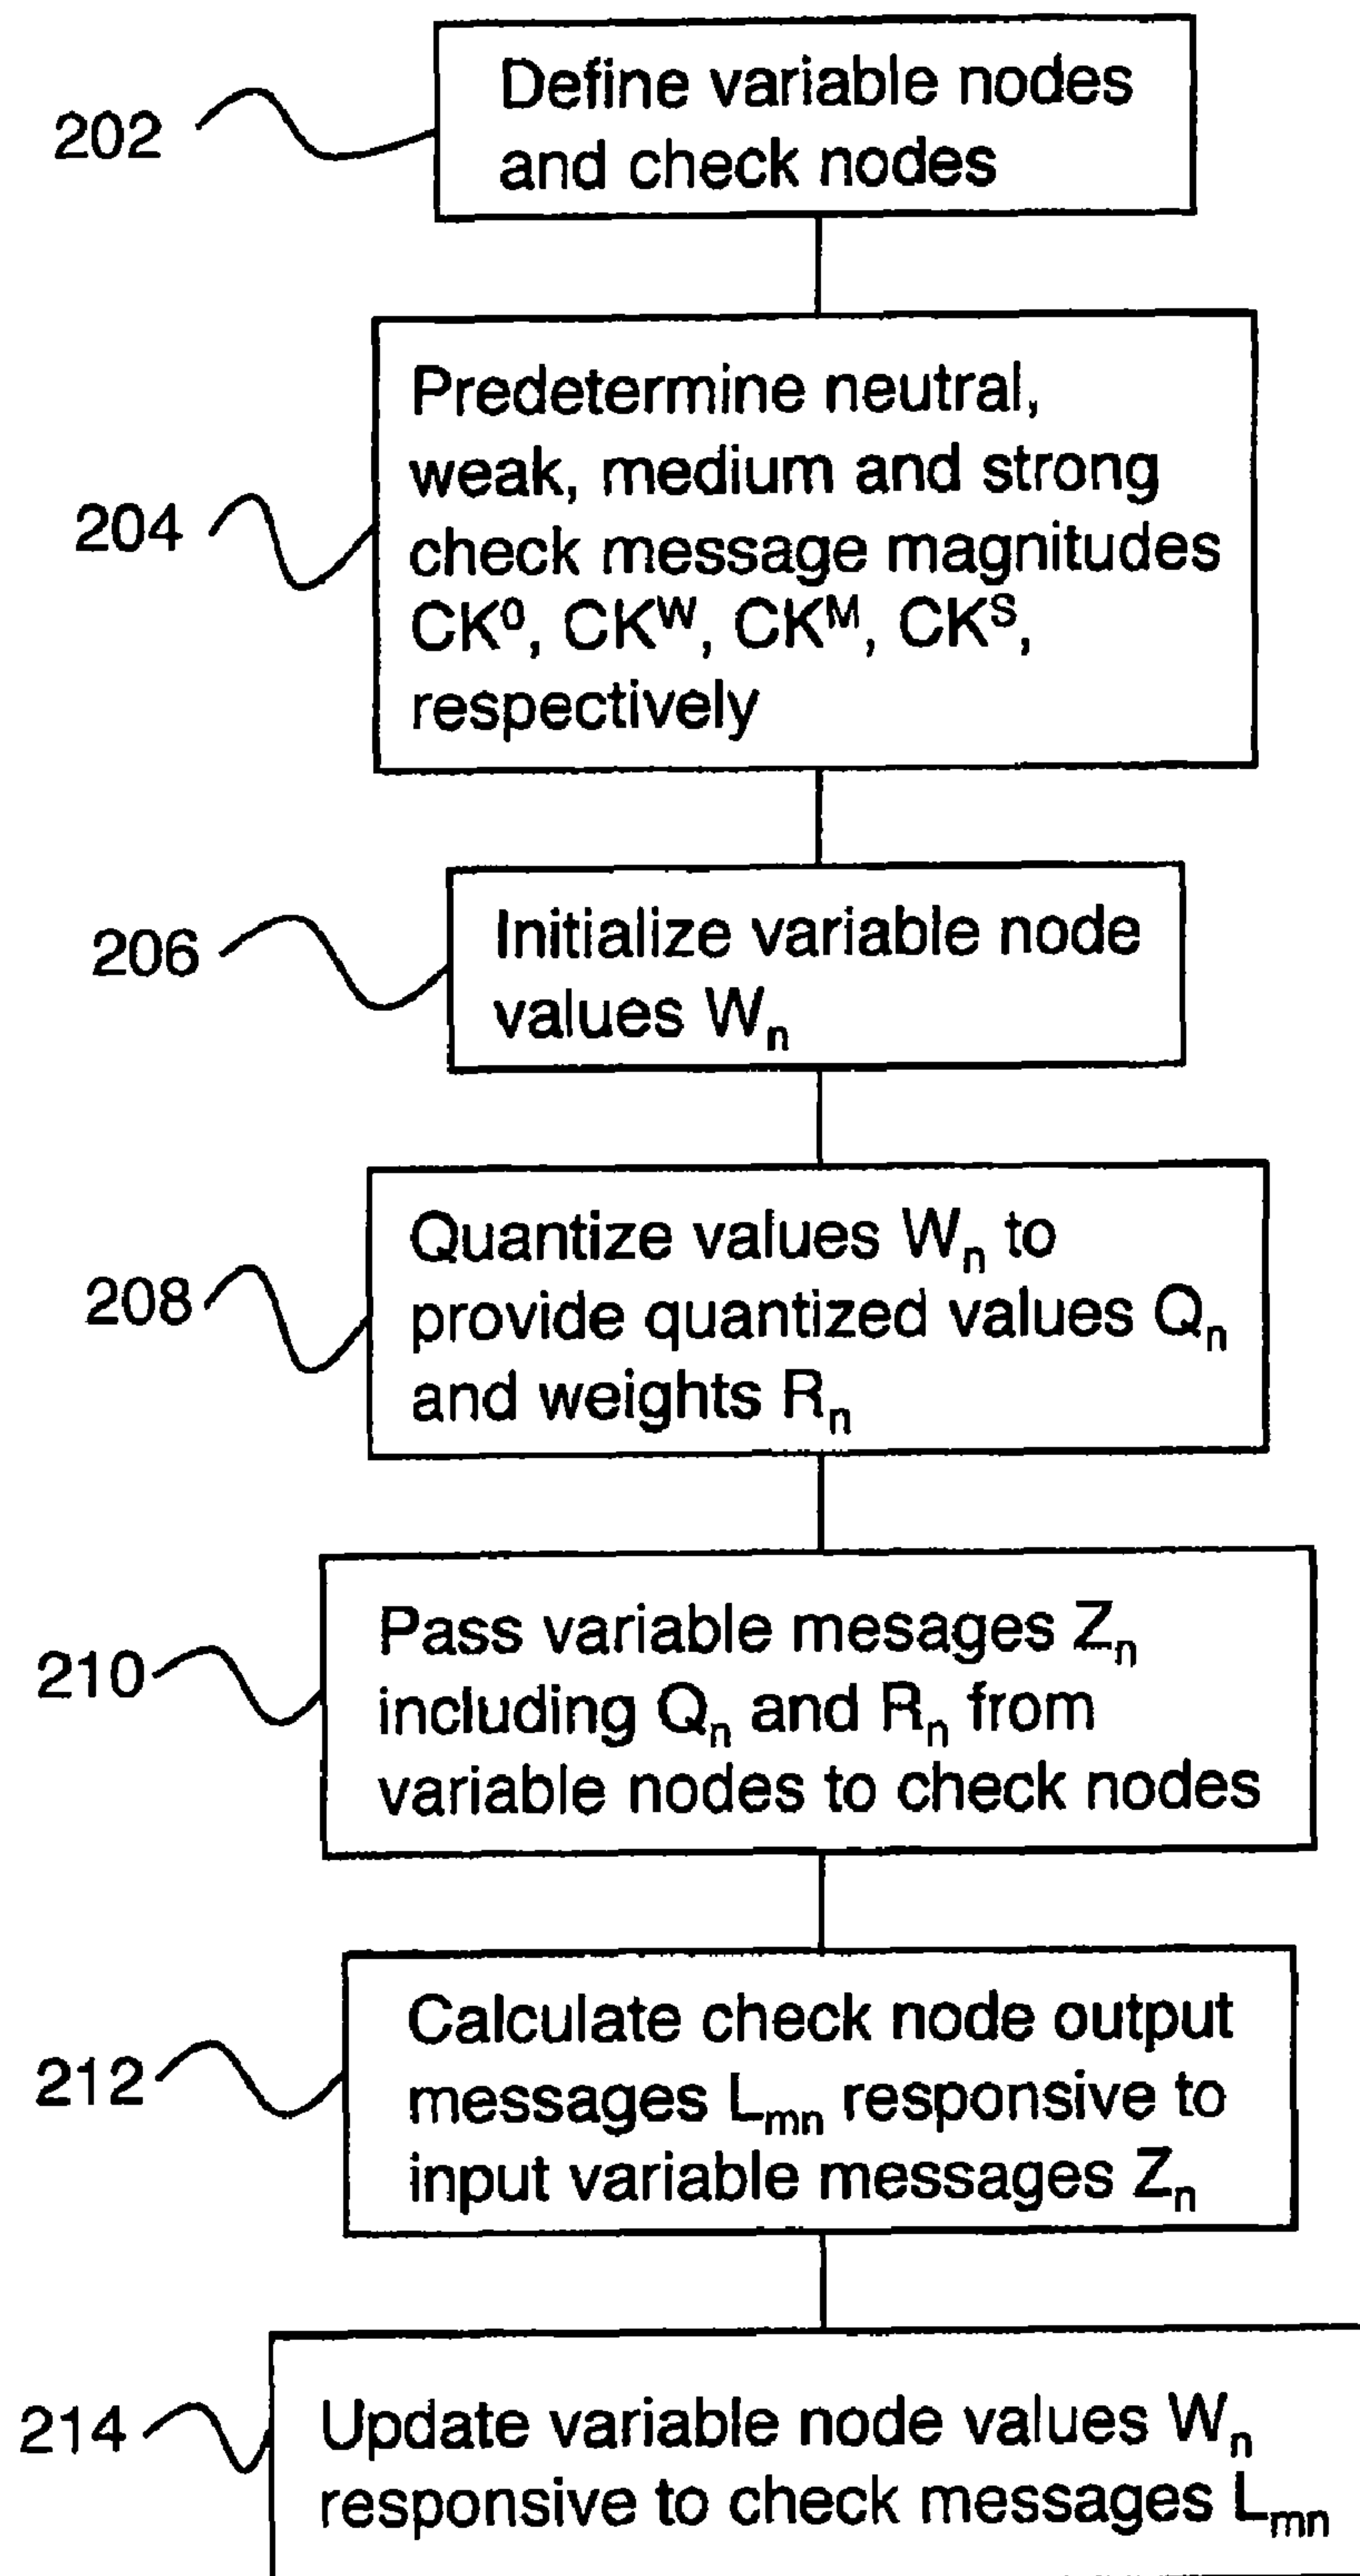 202
Define variable nodes
and check nodes
204
Predetermine neutral,
weak, medium and strong
check message magnitudes
CK⁰, CKᵂ, CKᴹ, CKˢ,
respectively
206
Initialize variable node
values Wₙ
208
Quantize values Wₙ to
provide quantized values Qₙ
and weights Rₙ
210
Pass variable mesages Zₙ
including Qₙ and Rₙ from
variable nodes to check nodes
212
Calculate check node output
messages Lₘₙ responsive to
input variable messages Zₙ
214
Update variable node values Wₙ
responsive to check messages Lₘₙ